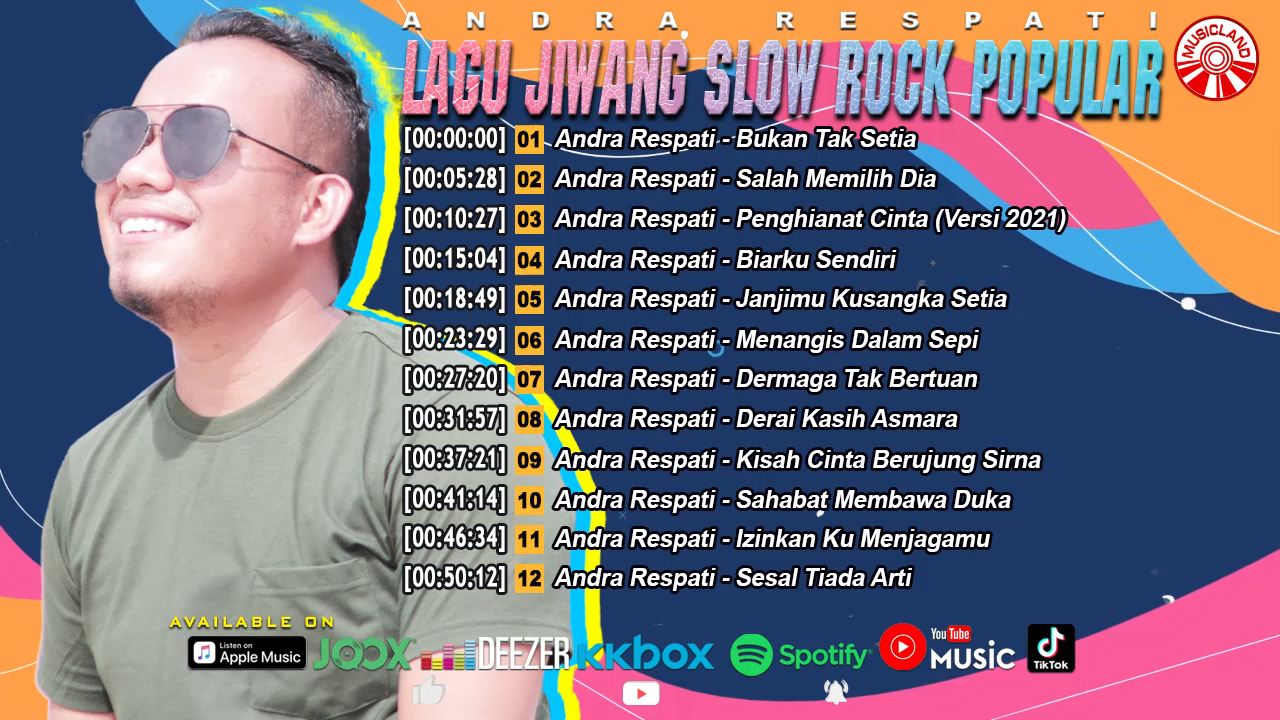 ANDRA RESPATI
LAGU JIWANG SLOW ROCK POPULAR
MUSICLAND
[00:00:00] 01 Andra Respati - Bukan Tak Setia
[00:05:28] 02 Andra Respati - Salah Memilih Dia
[00:10:27] 03 Andra Respati - Penghianat Cinta (Versi 2021)
[00:15:04] 04 Andra Respati - Biarku Sendiri
[00:18:49] 05 Andra Respati - Janjimu Kusangka Setia
[00:23:29] 06 Andra Respati - Menangis Dalam Sepi
[00:27:20] 07 Andra Respati - Dermaga Tak Bertuan
[00:31:57] 08 Andra Respati - Derai Kasih Asmara
[00:37:21] 09 Andra Respati - Kisah Cinta Berujung Sirna
[00:41:14] 10 Andra Respati - Sahabat Membawa Duka
[00:46:34] 11 Andra Respati - Izinkan Ku Menjagamu
[00:50:12] 12 Andra Respati - Sesal Tiada Arti
AVAILABLE ON
Listen on
Apple Music
JOOX
DEEZER
kkbox
Spotify
YouTube
MUSIC
TikTok